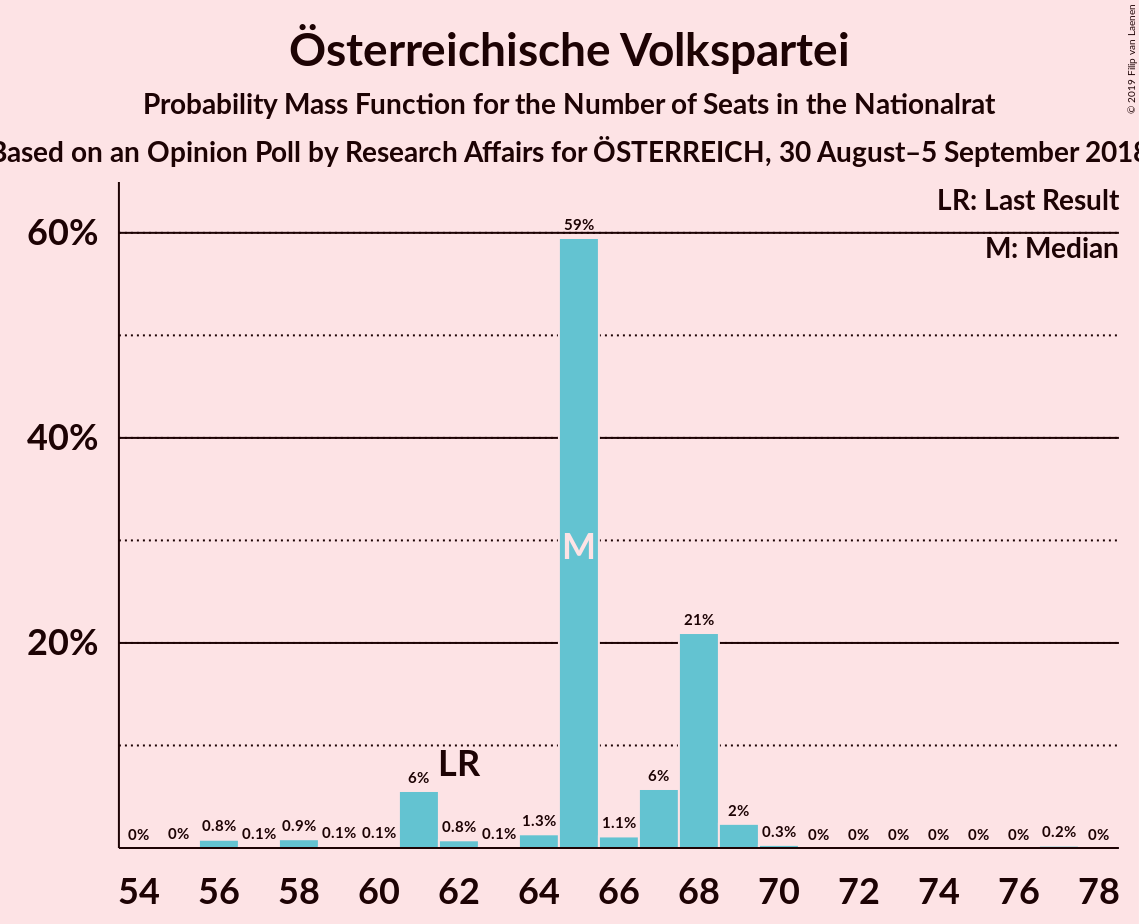 Österreichische Volkspartei
Probability Mass Function for the Number of Seats in the Nationalrat
Based on an Opinion Poll by Research Affairs for ÖSTERREICH, 30 August–5 September 2018
© 2019 Filip van Laenen
LR: Last Result
M: Median
60%
40%
20%
0% 0% 0.8% 0.1% 0.9% 0.1% 0.1% 6% 0.8% 0.1% 1.3% 59% 1.1% 6% 21% 2% 0.3% 0% 0% 0% 0% 0% 0% 0.2% 0%
LR
M
54 56 58 60 62 64 66 68 70 72 74 76 78